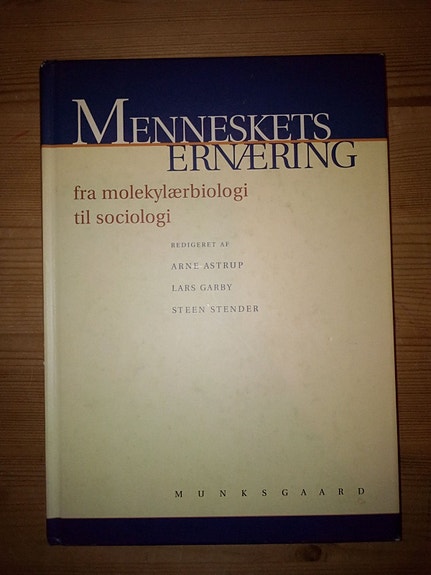 MENNESKETS
ERNÆRING
fra molekylærbiologi
til sociologi
REDIGERET AF
ARNE ASTRUP
LARS GARBY
STEEN STENDER
MUNKSGAARD